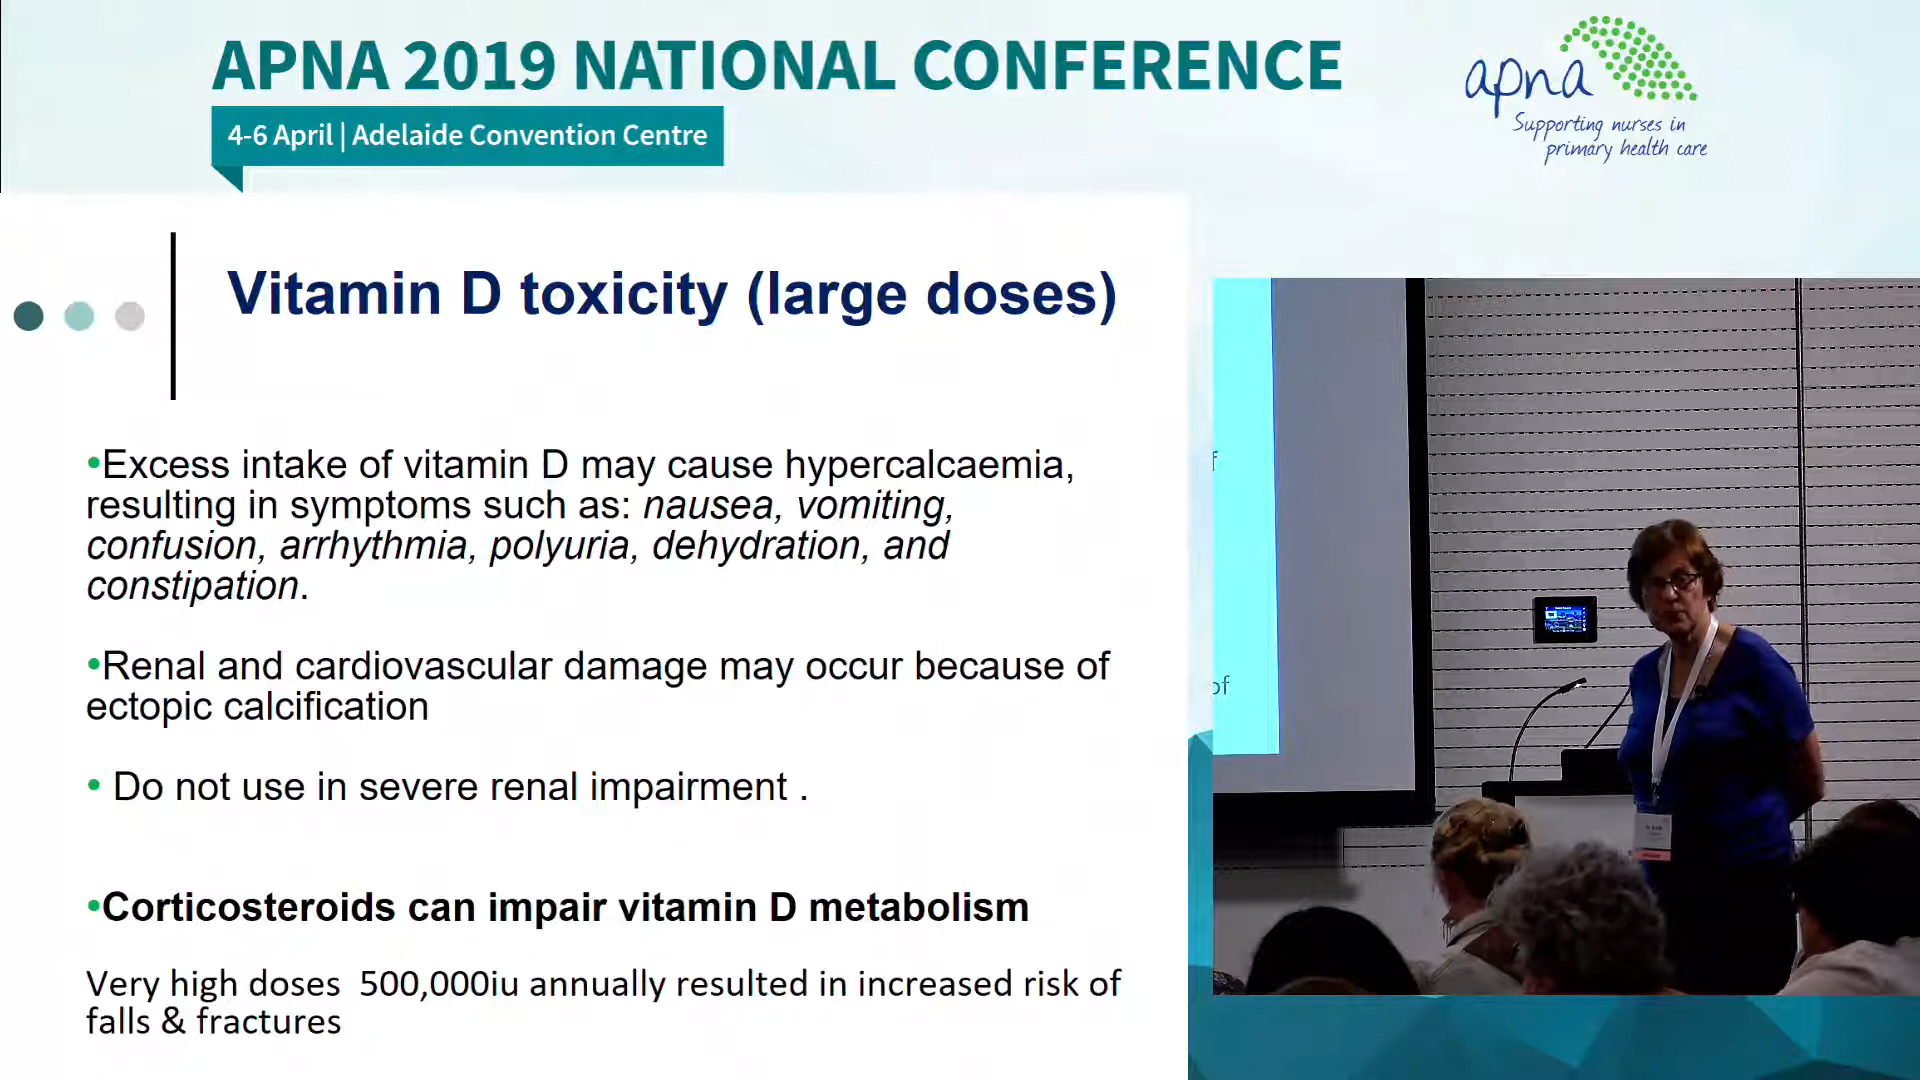 APNA 2019 NATIONAL CONFERENCE
4-6 April | Adelaide Convention Centre
apna
Supporting nurses in
primary health care
Vitamin D toxicity (large doses)
•Excess intake of vitamin D may cause hypercalcaemia,
resulting in symptoms such as: nausea, vomiting,
confusion, arrhythmia, polyuria, dehydration, and
constipation.
•Renal and cardiovascular damage may occur because of
ectopic calcification
• Do not use in severe renal impairment .
•Corticosteroids can impair vitamin D metabolism
Very high doses  500,000iu annually resulted in increased risk of
falls & fractures
of